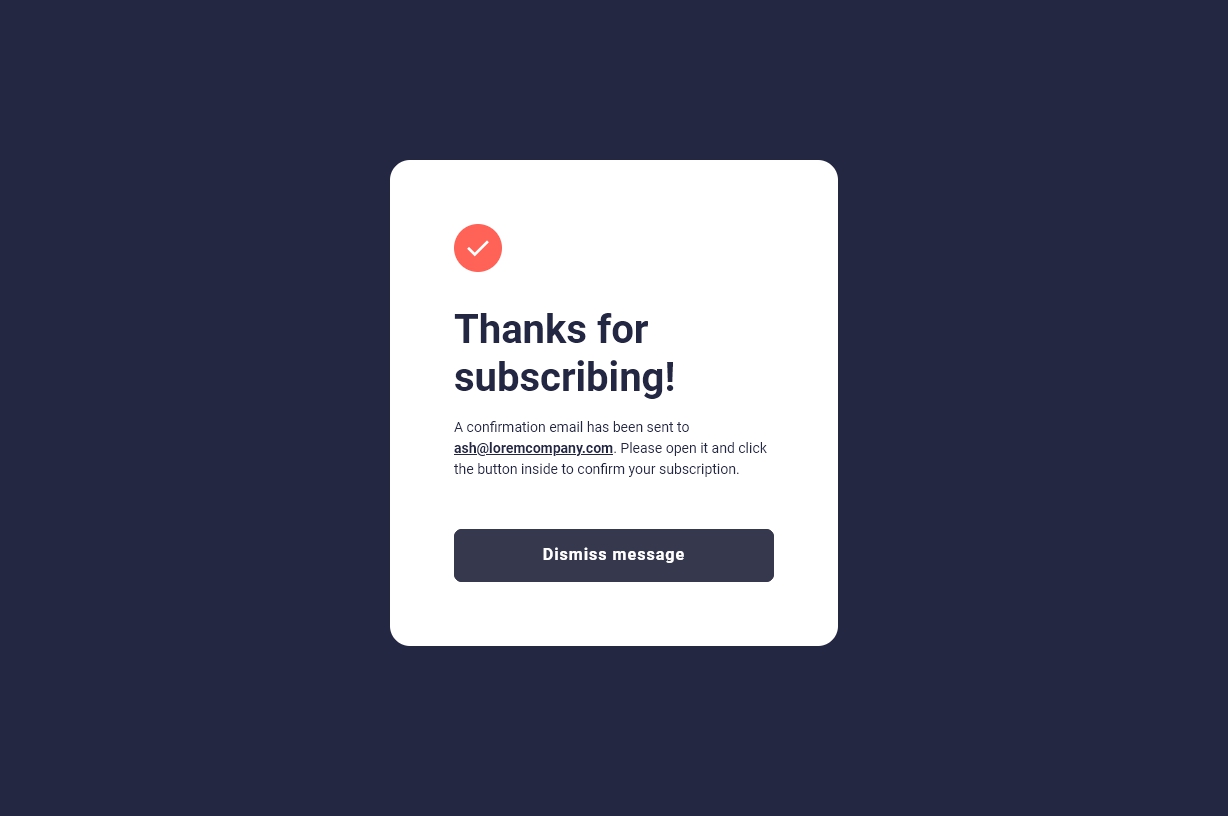 Thanks for
subscribing!
A confirmation email has been sent to
ash@loremcompany.com. Please open it and click
the button inside to confirm your subscription.
Dismiss message